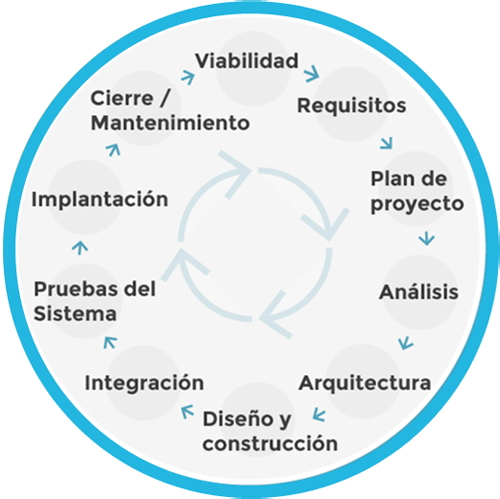 Viabilidad
Requisitos
Plan de
proyecto
Análisis
Arquitectura
Diseño y
construcción
Integración
Pruebas del
Sistema
Implantación
Cierre /
Mantenimiento